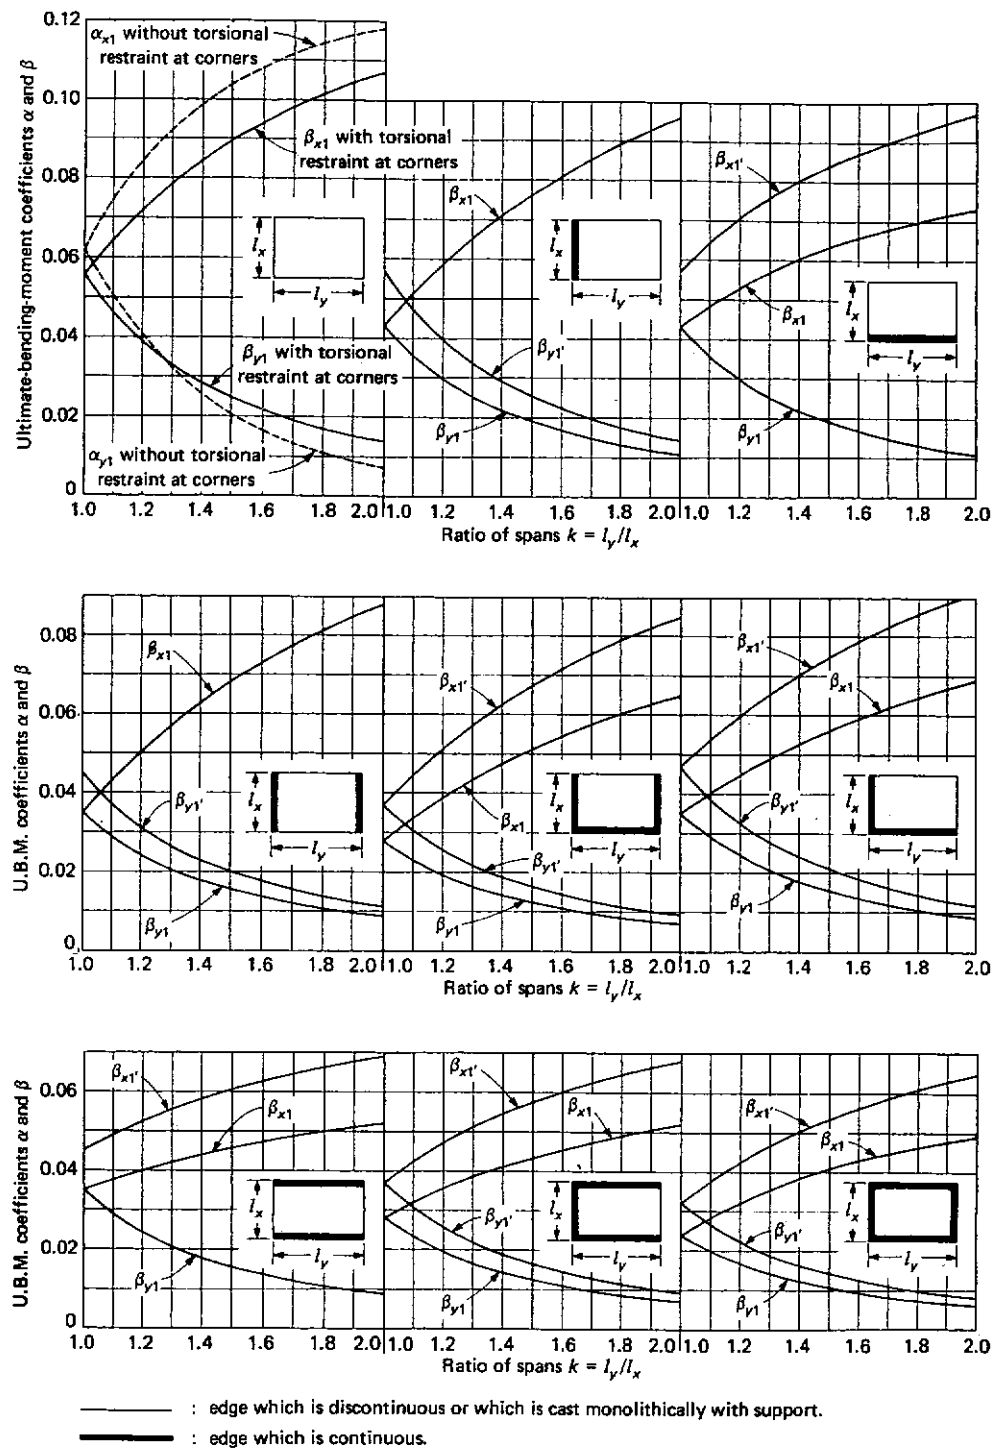 Ultimate-bending-moment coefficients α and β
0.12
0.10
0.08
0.06
0.04
0.02
0
αx1 without torsional
restraint at corners
βx1 with torsional
restraint at corners
lx
ly
βy1 with torsional
restraint at corners
αy1 without torsional
restraint at corners
βx1
lx
ly
βy1'
βy1
βx1'
βx1
lx
ly
βy1
1.0 1.2 1.4 1.6 1.8 2.0 1.0 1.2 1.4 1.6 1.8 2.0 1.0 1.2 1.4 1.6 1.8 2.0
Ratio of spans k = ly/lx
U.B.M. coefficients α and β
0.08
0.06
0.04
0.02
0
βx1
lx
ly
βy1'
βy1
βx1'
βx1
lx
ly
βy1'
βy1
βx1'
βx1
lx
ly
βy1'
βy1
1.0 1.2 1.4 1.6 1.8 2.0 1.0 1.2 1.4 1.6 1.8 2.0 1.0 1.2 1.4 1.6 1.8 2.0
Ratio of spans k = ly/lx
U.B.M. coefficients α and β
0.06
0.04
0.02
0
βx1'
βx1
lx
ly
βy1
βx1'
βx1
lx
ly
βy1'
βy1
βx1'
βx1
lx
ly
βy1'
βy1
1.0 1.2 1.4 1.6 1.8 2.0 1.0 1.2 1.4 1.6 1.8 2.0 1.0 1.2 1.4 1.6 1.8 2.0
Ratio of spans k = ly/lx
: edge which is discontinuous or which is cast monolithically with support.
: edge which is continuous.